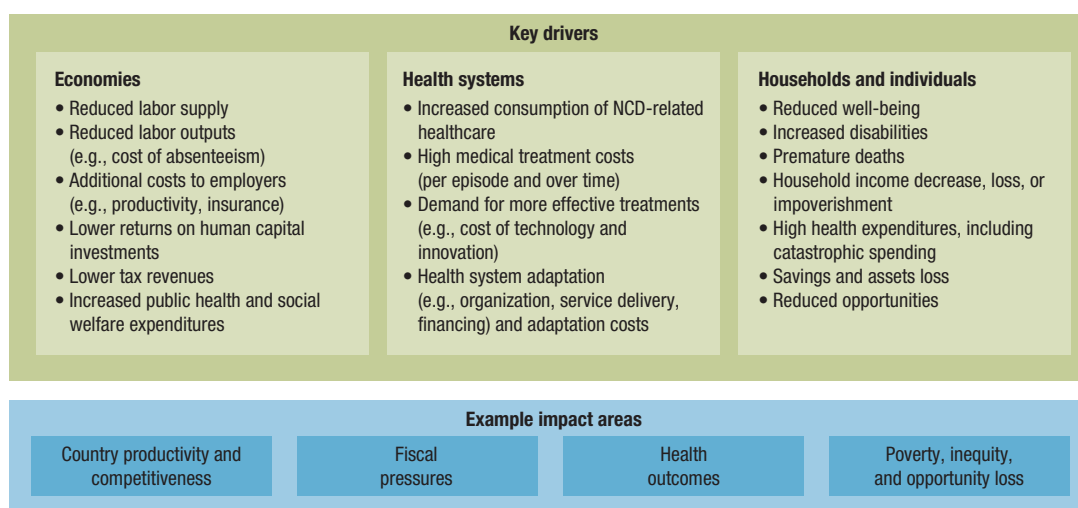 Key drivers
Economies
• Reduced labor supply
• Reduced labor outputs
(e.g., cost of absenteeism)
• Additional costs to employers
(e.g., productivity, insurance)
• Lower returns on human capital
investments
• Lower tax revenues
• Increased public health and social
welfare expenditures
Health systems
• Increased consumption of NCD-related
healthcare
• High medical treatment costs
(per episode and over time)
• Demand for more effective treatments
(e.g., cost of technology and
innovation)
• Health system adaptation
(e.g., organization, service delivery,
financing) and adaptation costs
Households and individuals
• Reduced well-being
• Increased disabilities
• Premature deaths
• Household income decrease, loss, or
impoverishment
• High health expenditures, including
catastrophic spending
• Savings and assets loss
• Reduced opportunities
Example impact areas
Country productivity and
competitiveness
Fiscal
pressures
Health
outcomes
Poverty, inequity,
and opportunity loss